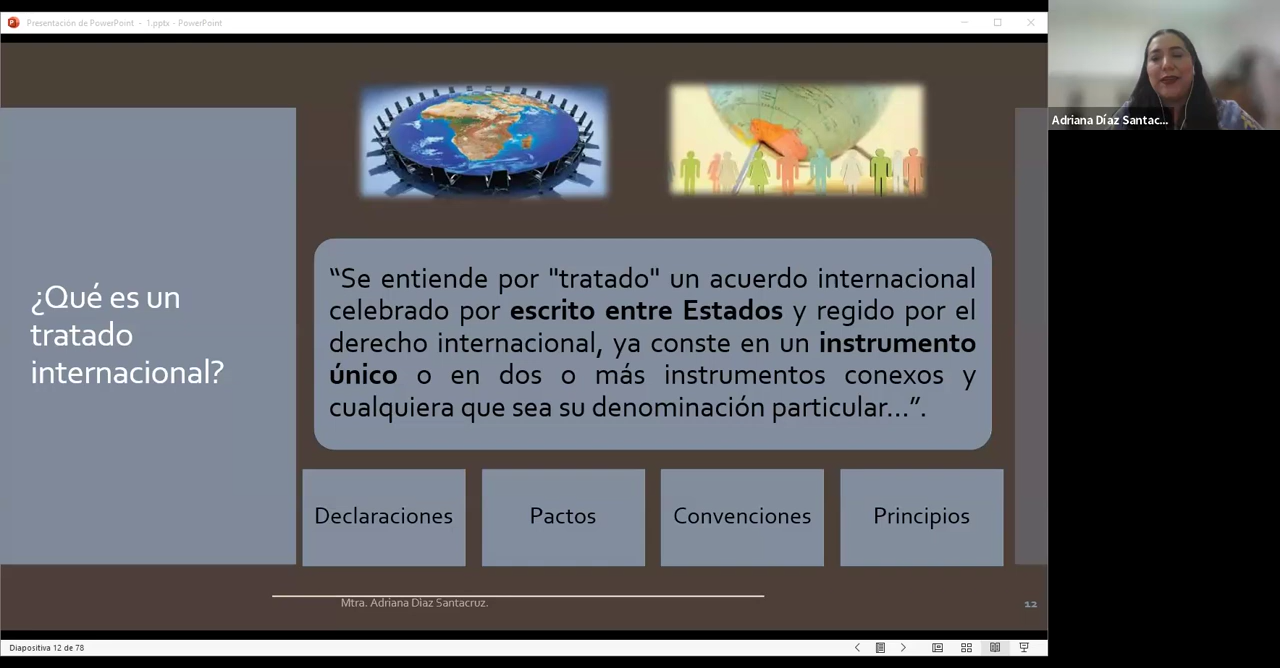 Presentación de PowerPoint - 1.pptx - PowerPoint
Adriana Díaz Santac...
¿Qué es un
tratado
internacional?
“Se entiende por "tratado" un acuerdo internacional
celebrado por escrito entre Estados y regido por el
derecho internacional, ya conste en un instrumento
único o en dos o más instrumentos conexos y
cualquiera que sea su denominación particular...”.
Declaraciones
Pactos
Convenciones
Principios
Mtra. Adriana Diaz Santacruz.
12
Diapositiva 12 de 78